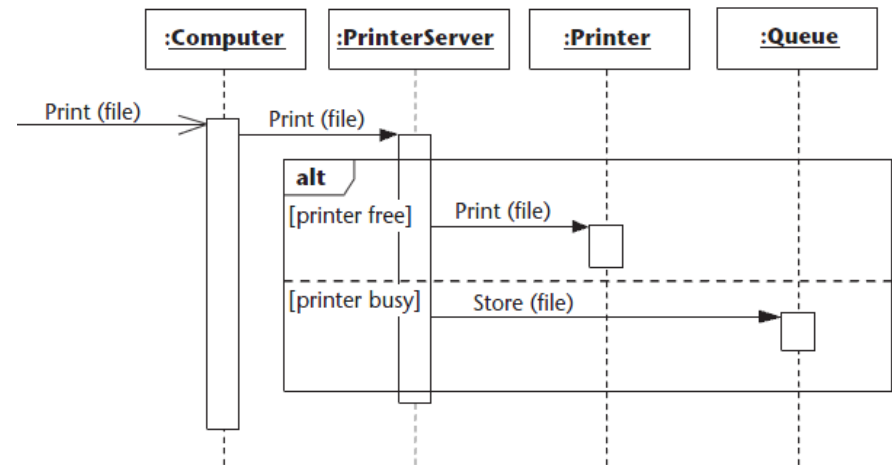 :Computer
:PrinterServer
:Printer
:Queue
Print (file)
Print (file)
alt
[printer free]
Print (file)
[printer busy]
Store (file)